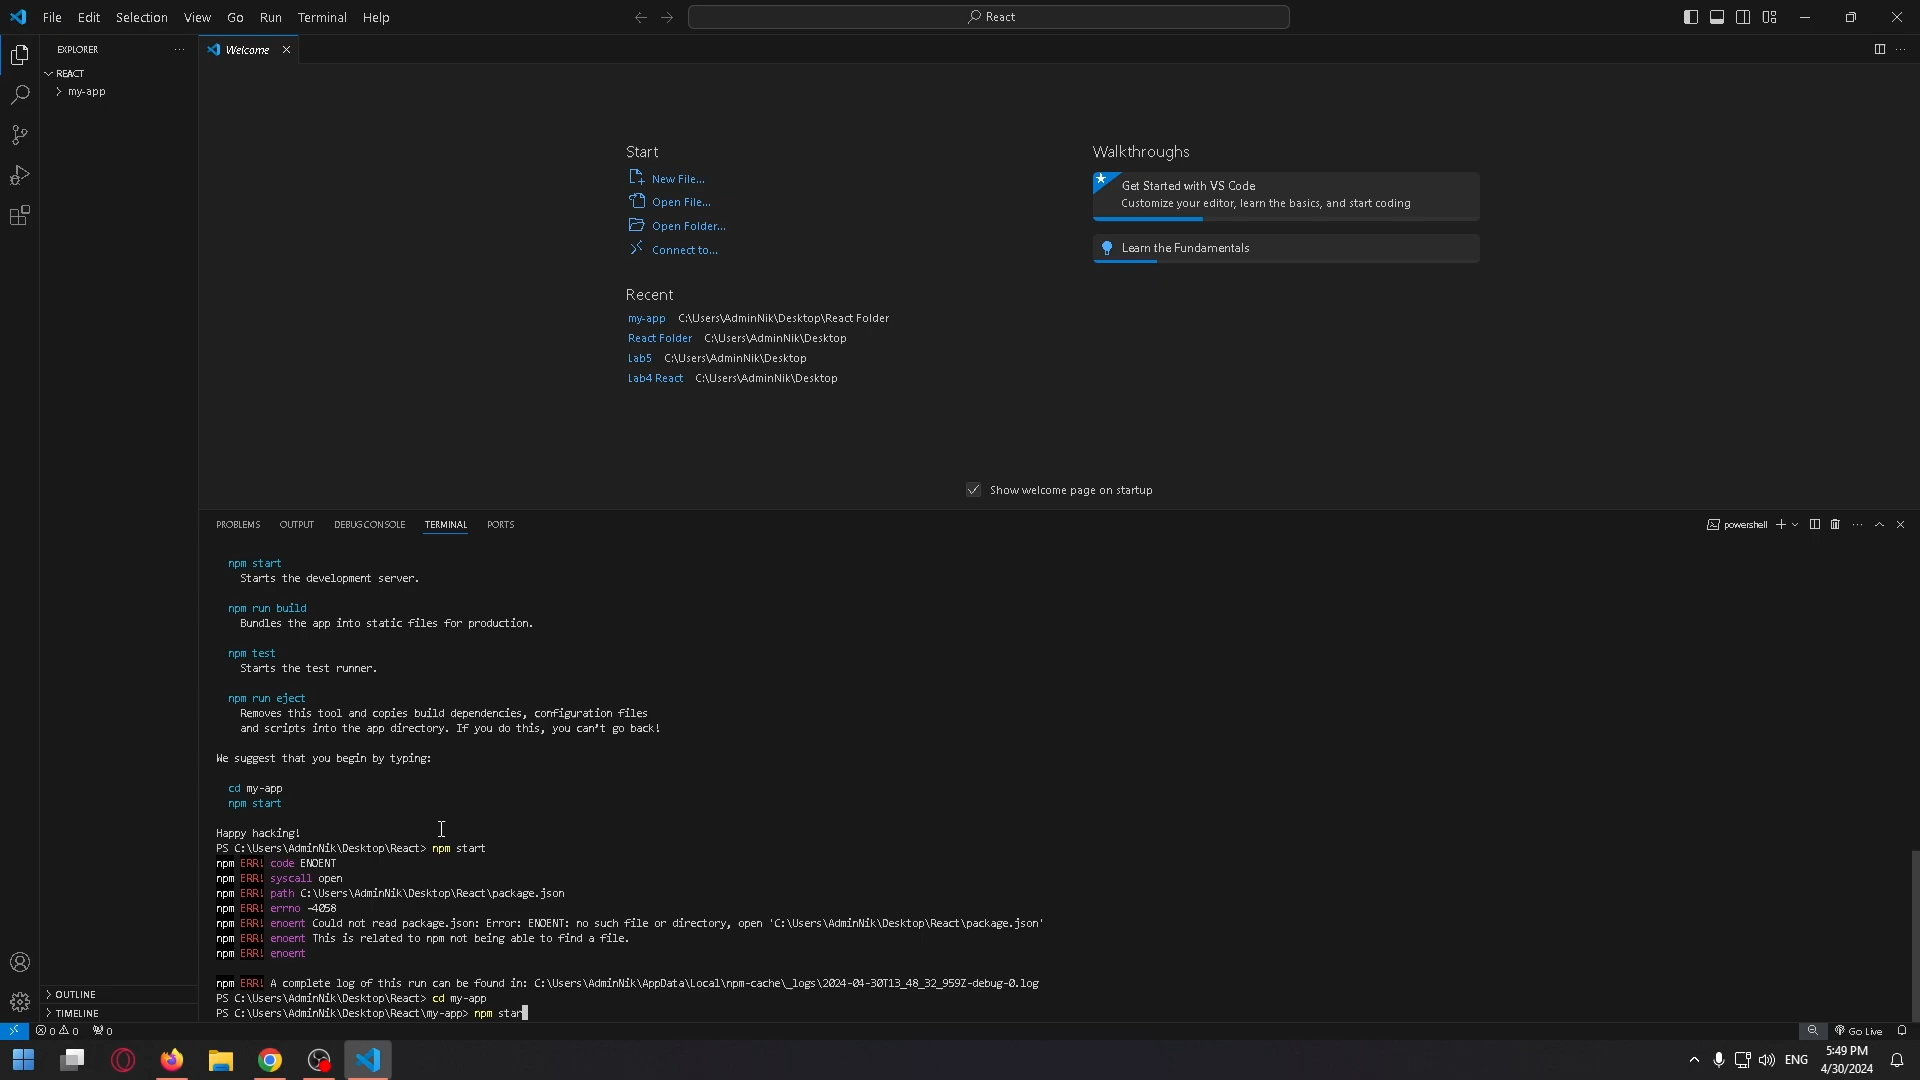 File Edit Selection View Go Run Terminal Help
React
EXPLORER
Welcome
REACT
my-app
Start
New File...
Open File...
Open Folder...
Connect to...
Walkthroughs
Get Started with VS Code
Customize your editor, learn the basics, and start coding
Learn the Fundamentals
Recent
my-app C:\Users\AdminNik\Desktop\React Folder
React Folder C:\Users\AdminNik\Desktop
Lab5 C:\Users\AdminNik\Desktop
Lab4 React C:\Users\AdminNik\Desktop
Show welcome page on startup
PROBLEMS OUTPUT DEBUG CONSOLE TERMINAL PORTS
powershell
npm start
Starts the development server.
npm run build
Bundles the app into static files for production.
npm test
Starts the test runner.
npm run eject
Removes this tool and copies build dependencies, configuration files
and scripts into the app directory. If you do this, you can't go back!
We suggest that you begin by typing:
cd my-app
npm start
Happy hacking!
PS C:\Users\AdminNik\Desktop\React> npm start
npm ERR! code ENOENT
npm ERR! syscall open
npm ERR! path C:\Users\AdminNik\Desktop\React\package.json
npm ERR! errno -4058
npm ERR! enoent Could not read package.json: Error: ENOENT: no such file or directory, open 'C:\Users\AdminNik\Desktop\React\package.json'
npm ERR! enoent This is related to npm not being able to find a file.
npm ERR! enoent
npm ERR! A complete log of this run can be found in: C:\Users\AdminNik\AppData\Local\npm-cache\_logs\2024-04-30T13_48_32_959Z-debug-0.log
PS C:\Users\AdminNik\Desktop\React> cd my-app
PS C:\Users\AdminNik\Desktop\React\my-app> npm star
OUTLINE
TIMELINE
0 0 0
Go Live
ENG
5:49 PM
4/30/2024